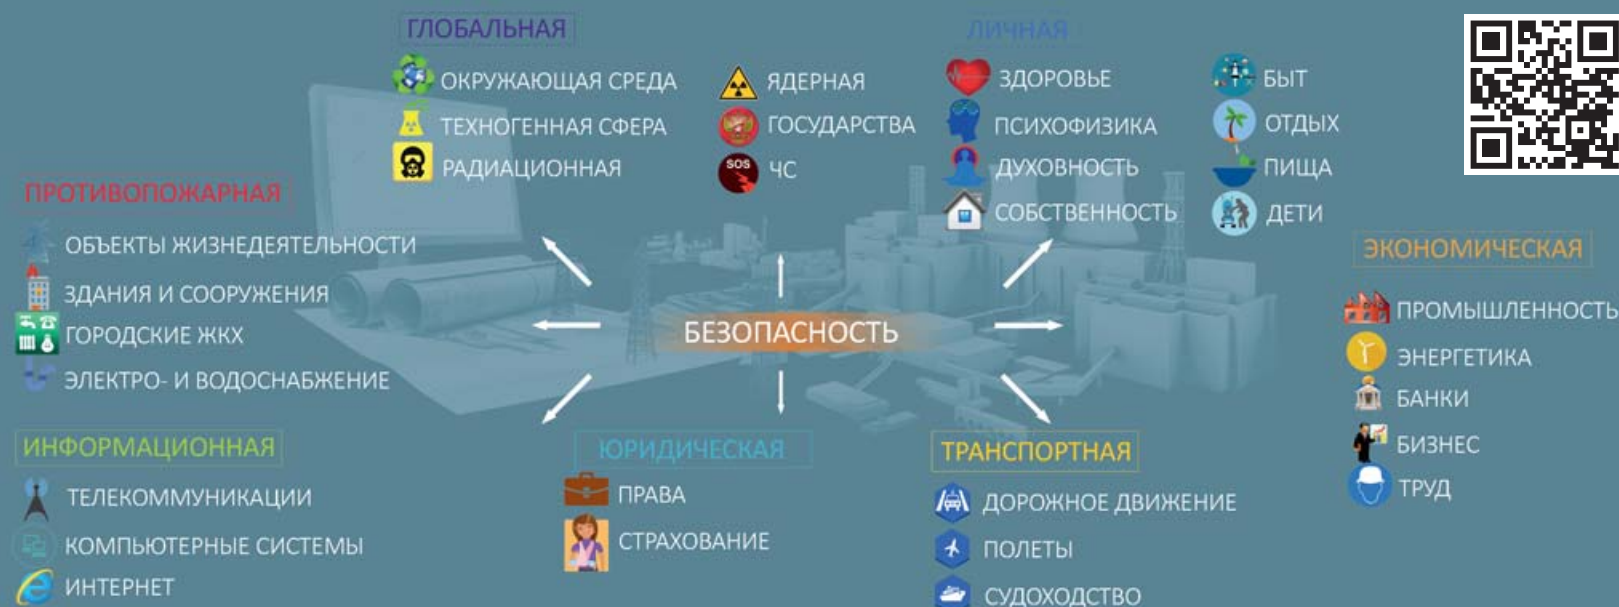 ГЛОБАЛЬНАЯ
ОКРУЖАЮЩАЯ СРЕДА
ТЕХНОГЕННАЯ СФЕРА
РАДИАЦИОННАЯ
ЯДЕРНАЯ
ГОСУДАРСТВА
SOS
ЧС
ЛИЧНАЯ
ЗДОРОВЬЕ
ПСИХОФИЗИКА
ДУХОВНОСТЬ
СОБСТВЕННОСТЬ
БЫТ
ОТДЫХ
ПИЩА
ДЕТИ
ПРОТИВОПОЖАРНАЯ
ОБЪЕКТЫ ЖИЗНЕДЕЯТЕЛЬНОСТИ
ЗДАНИЯ И СООРУЖЕНИЯ
ГОРОДСКИЕ ЖКХ
ЭЛЕКТРО- И ВОДОСНАБЖЕНИЕ
БЕЗОПАСНОСТЬ
ЭКОНОМИЧЕСКАЯ
ПРОМЫШЛЕННОСТЬ
ЭНЕРГЕТИКА
БАНКИ
БИЗНЕС
ТРУД
ИНФОРМАЦИОННАЯ
ТЕЛЕКОММУНИКАЦИИ
КОМПЬЮТЕРНЫЕ СИСТЕМЫ
ИНТЕРНЕТ
ЮРИДИЧЕСКАЯ
ПРАВА
СТРАХОВАНИЕ
ТРАНСПОРТНАЯ
ДОРОЖНОЕ ДВИЖЕНИЕ
ПОЛЕТЫ
СУДОХОДСТВО